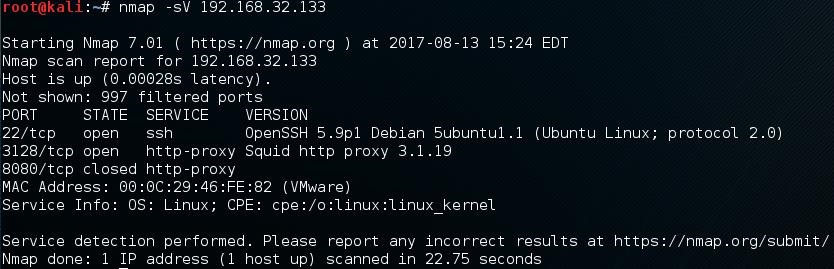 root@kali:~# nmap -sV 192.168.32.133
Starting Nmap 7.01 ( https://nmap.org ) at 2017-08-13 15:24 EDT
Nmap scan report for 192.168.32.133
Host is up (0.00028s latency).
Not shown: 997 filtered ports
PORT     STATE  SERVICE    VERSION
22/tcp   open   ssh        OpenSSH 5.9p1 Debian 5ubuntu1.1 (Ubuntu Linux; protocol 2.0)
3128/tcp open   http-proxy Squid http proxy 3.1.19
8080/tcp closed http-proxy
MAC Address: 00:0C:29:46:FE:82 (VMware)
Service Info: OS: Linux; CPE: cpe:/o:linux:linux_kernel
Service detection performed. Please report any incorrect results at https://nmap.org/submit/
Nmap done: 1 IP address (1 host up) scanned in 22.75 seconds